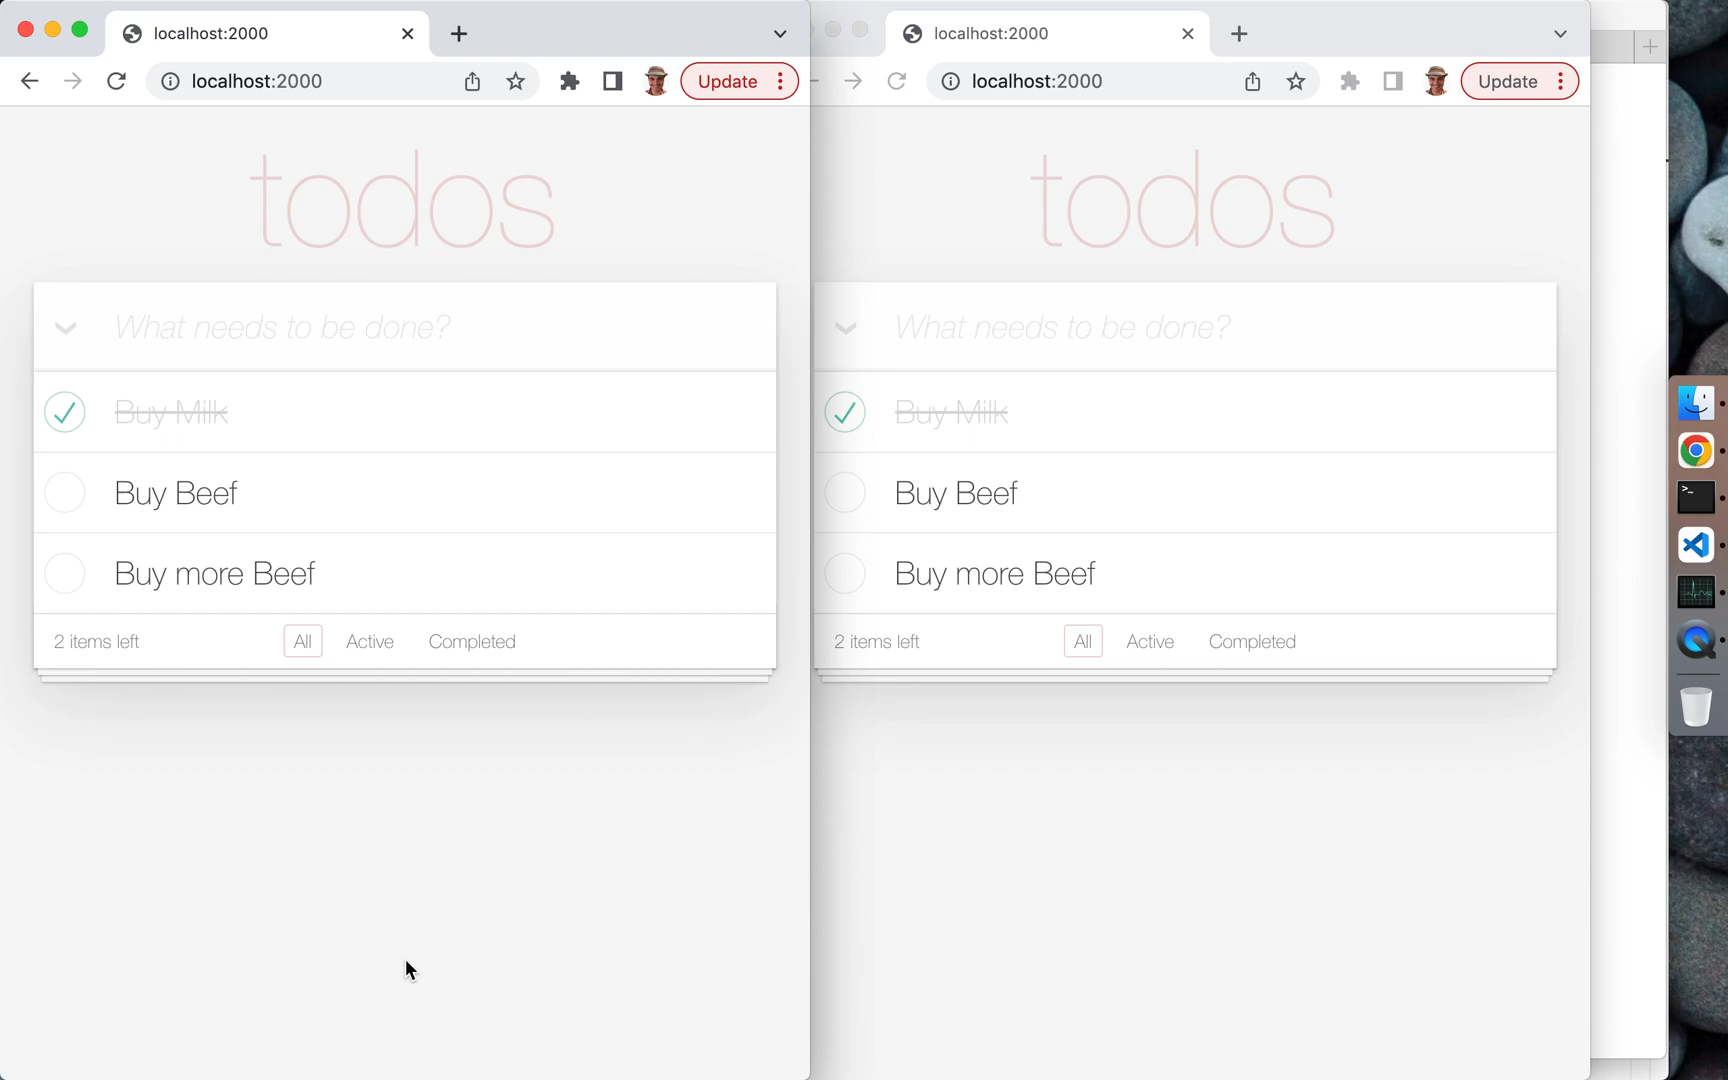 localhost:2000
localhost:2000
Update
todos
What needs to be done?
Buy Milk
Buy Beef
Buy more Beef
2 items left
All
Active
Completed
localhost:2000
localhost:2000
Update
todos
What needs to be done?
Buy Milk
Buy Beef
Buy more Beef
2 items left
All
Active
Completed